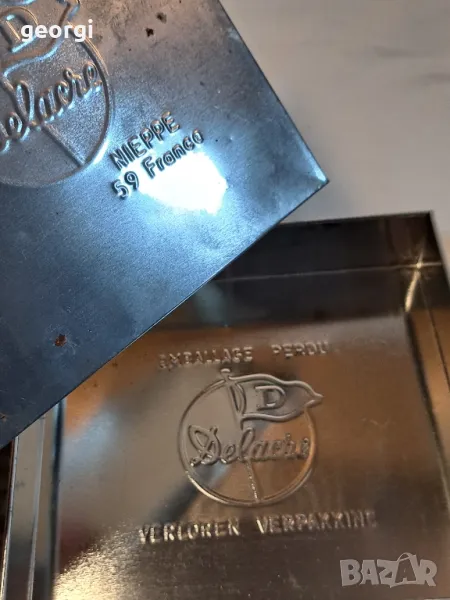 georgi
D
Delacre
NIEPPE
59 France
EMBALLAGE PERDU
D
Delacre
VERLOREN VERPAKKING
BAZAR